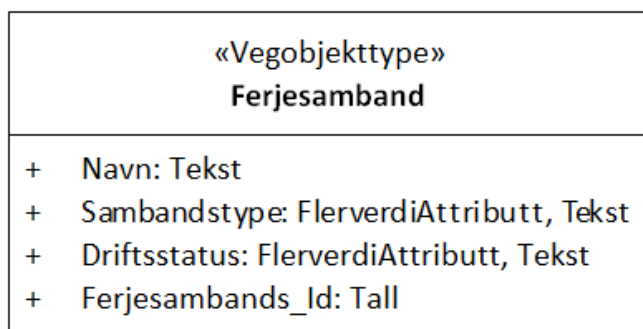 «Vegobjekttype»
Ferjesamband
+ Navn: Tekst
+ Sambandstype: FlerverdiAttributt, Tekst
+ Driftsstatus: FlerverdiAttributt, Tekst
+ Ferjesambands_Id: Tall